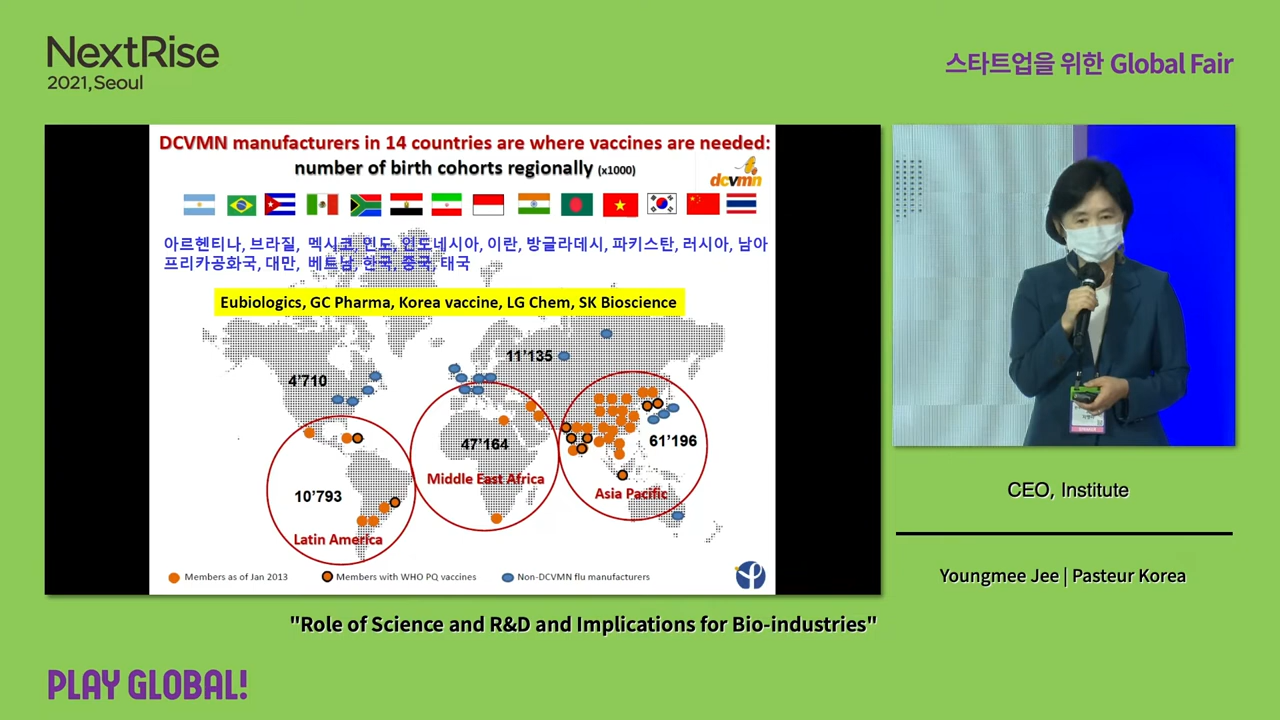 NextRise
2021,Seoul
스타트업을 위한 Global Fair
DCVMN manufacturers in 14 countries are where vaccines are needed:
number of birth cohorts regionally (x1000)
dcvmn
아르헨티나, 브라질, 멕시코, 인도, 인도네시아, 이란, 방글라데시, 파키스탄, 러시아, 남아
프리카공화국, 대만, 베트남, 한국, 중국, 태국
Eubiologics, GC Pharma, Korea vaccine, LG Chem, SK Bioscience
11'135
4'710
47'164
61'196
Middle East Africa
10'793
Asia Pacific
Latin America
Members as of Jan 2013
Members with WHO PQ vaccines
Non-DCVMN flu manufacturers
CEO, Institute
Youngmee Jee | Pasteur Korea
"Role of Science and R&D and Implications for Bio-industries"
PLAY GLOBAL!